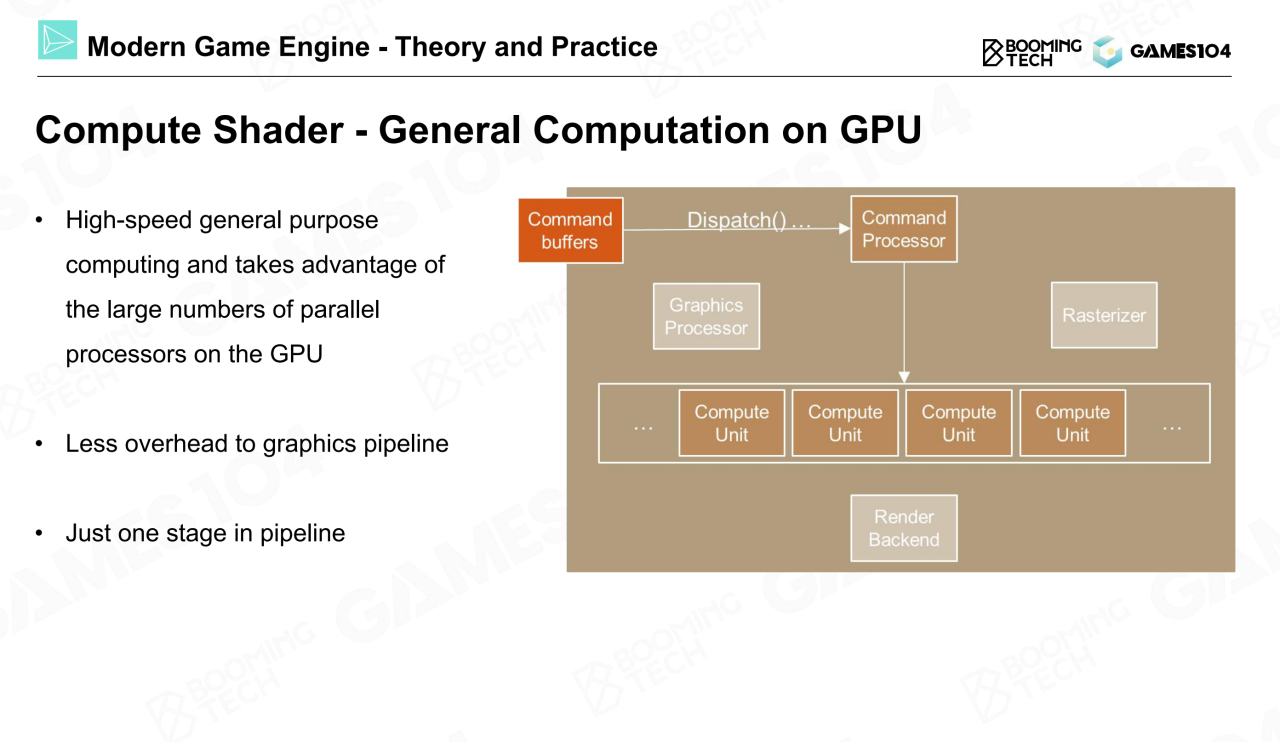 Modern Game Engine - Theory and Practice
BOOMING
TECH
GAMES104
Compute Shader - General Computation on GPU
• High-speed general purpose
computing and takes advantage of
the large numbers of parallel
processors on the GPU
• Less overhead to graphics pipeline
• Just one stage in pipeline
Command
buffers
Dispatch() ...
Command
Processor
Graphics
Processor
Rasterizer
...
Compute
Unit
Compute
Unit
Compute
Unit
Compute
Unit
...
Render
Backend